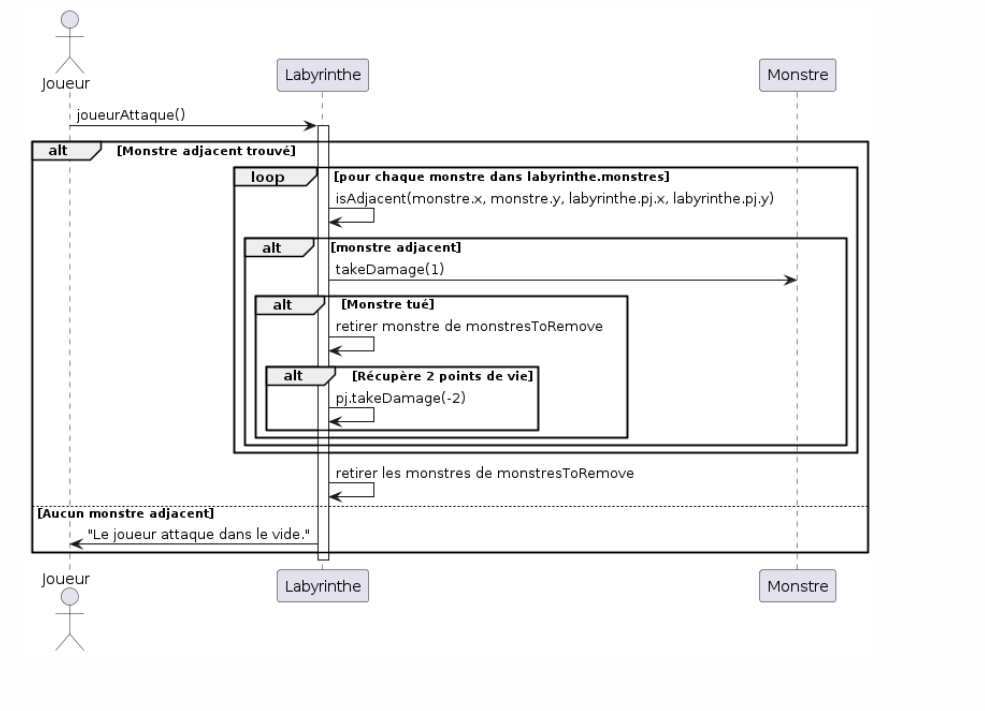 Joueur
Labyrinthe
Monstre
joueurAttaque()
alt [Monstre adjacent trouvé]
loop [pour chaque monstre dans labyrinthe.monstres]
isAdjacent(monstre.x, monstre.y, labyrinthe.pj.x, labyrinthe.pj.y)
alt [monstre adjacent]
takeDamage(1)
alt [Monstre tué]
retirer monstre de monstresToRemove
alt [Récupère 2 points de vie]
pj.takeDamage(-2)
retirer les monstres de monstresToRemove
[Aucun monstre adjacent]
"Le joueur attaque dans le vide."
Joueur
Labyrinthe
Monstre